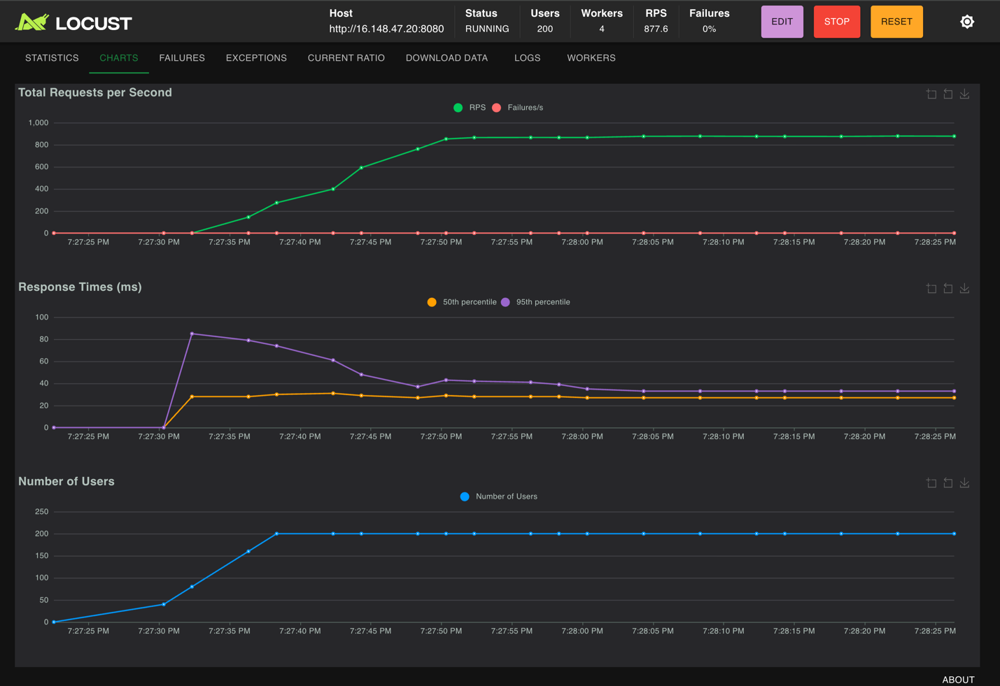 LOCUST
Host
http://16.148.47.20:8080
Status
RUNNING
Users
200
Workers
4
RPS
877.6
Failures
0%
EDIT
STOP
RESET
STATISTICS CHARTS FAILURES EXCEPTIONS CURRENT RATIO DOWNLOAD DATA LOGS WORKERS
Total Requests per Second
RPS Failures/s
1,000
800
600
400
200
0
7:27:25 PM 7:27:30 PM 7:27:35 PM 7:27:40 PM 7:27:45 PM 7:27:50 PM 7:27:55 PM 7:28:00 PM 7:28:05 PM 7:28:10 PM 7:28:15 PM 7:28:20 PM 7:28:25 PM
Response Times (ms)
50th percentile 95th percentile
100
80
60
40
20
0
7:27:25 PM 7:27:30 PM 7:27:35 PM 7:27:40 PM 7:27:45 PM 7:27:50 PM 7:27:55 PM 7:28:00 PM 7:28:05 PM 7:28:10 PM 7:28:15 PM 7:28:20 PM 7:28:25 PM
Number of Users
Number of Users
250
200
150
100
50
0
7:27:25 PM 7:27:30 PM 7:27:35 PM 7:27:40 PM 7:27:45 PM 7:27:50 PM 7:27:55 PM 7:28:00 PM 7:28:05 PM 7:28:10 PM 7:28:15 PM 7:28:20 PM 7:28:25 PM
ABOUT